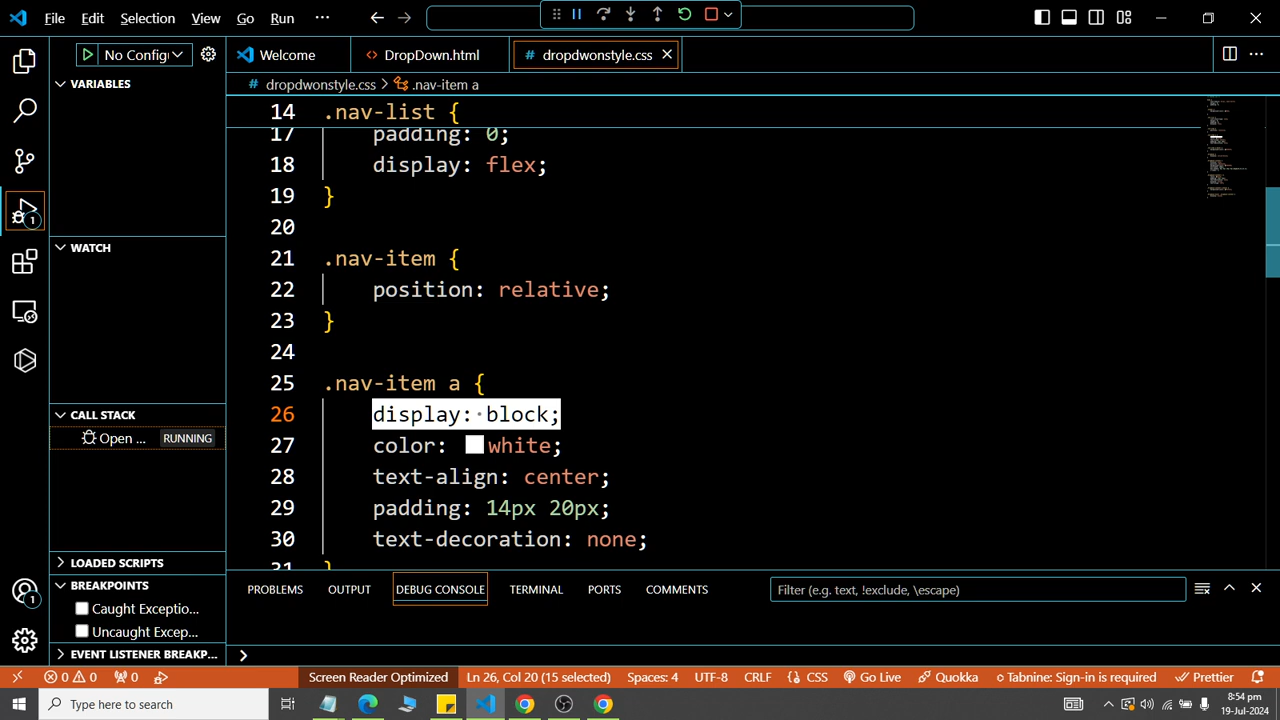 File Edit Selection View Go Run ···
No Config
Welcome
DropDown.html
# dropdwonstyle.css
# dropdwonstyle.css > .nav-item a
VARIABLES
WATCH
CALL STACK
Open ... RUNNING
LOADED SCRIPTS
BREAKPOINTS
Caught Exceptio...
Uncaught Excep...
EVENT LISTENER BREAKP...
14 .nav-list {
17 padding: 0;
18 display: flex;
19 }
20
21 .nav-item {
22 position: relative;
23 }
24
25 .nav-item a {
26 display:·block;
27 color: white;
28 text-align: center;
29 padding: 14px 20px;
30 text-decoration: none;
31 }
PROBLEMS OUTPUT DEBUG CONSOLE TERMINAL PORTS COMMENTS
Filter (e.g. text, !exclude, \escape)
0 0 0 Screen Reader Optimized Ln 26, Col 20 (15 selected) Spaces: 4 UTF-8 CRLF {} CSS Go Live Quokka Tabnine: Sign-in is required Prettier
Type here to search
8:54 pm
19-Jul-2024